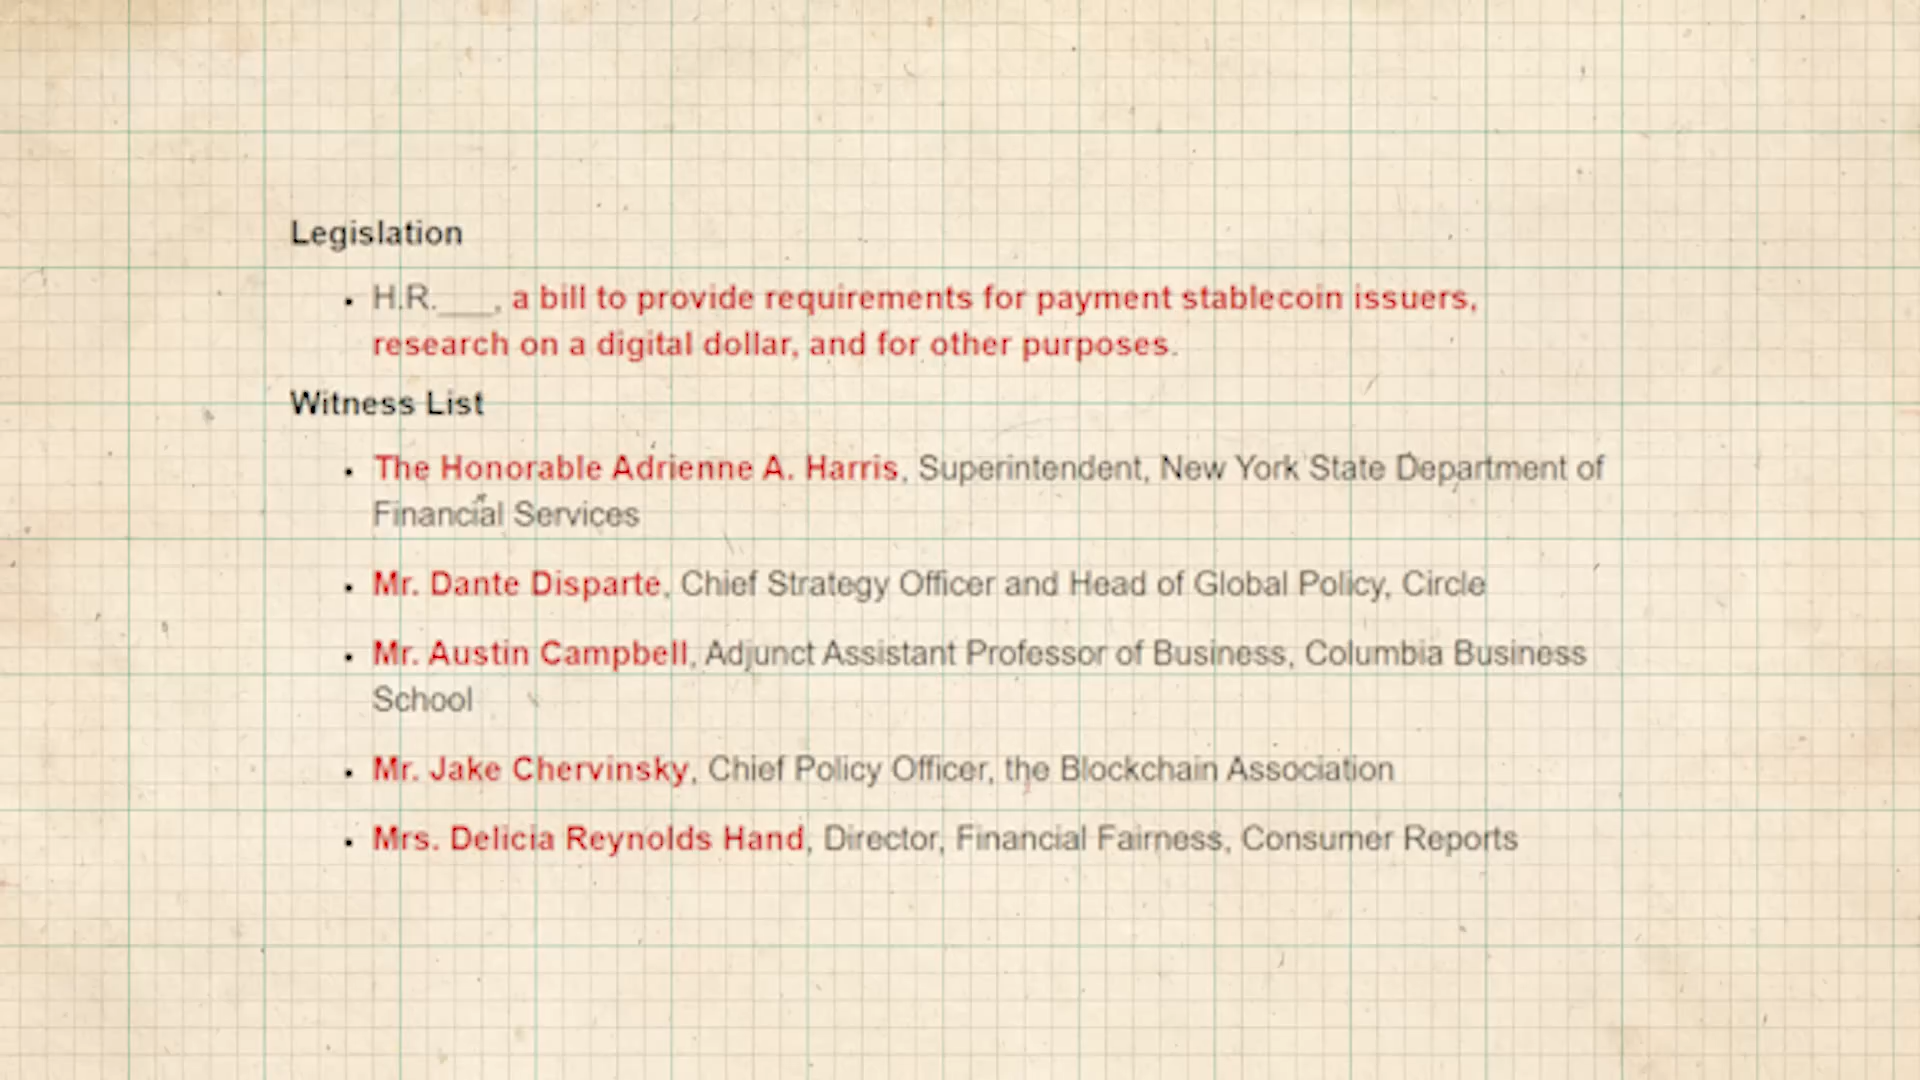 Legislation
• H.R.___, a bill to provide requirements for payment stablecoin issuers,
research on a digital dollar, and for other purposes.
Witness List
• The Honorable Adrienne A. Harris, Superintendent, New York State Department of
Financial Services
• Mr. Dante Disparte, Chief Strategy Officer and Head of Global Policy, Circle
• Mr. Austin Campbell, Adjunct Assistant Professor of Business, Columbia Business
School
• Mr. Jake Chervinsky, Chief Policy Officer, the Blockchain Association
• Mrs. Delicia Reynolds Hand, Director, Financial Fairness, Consumer Reports